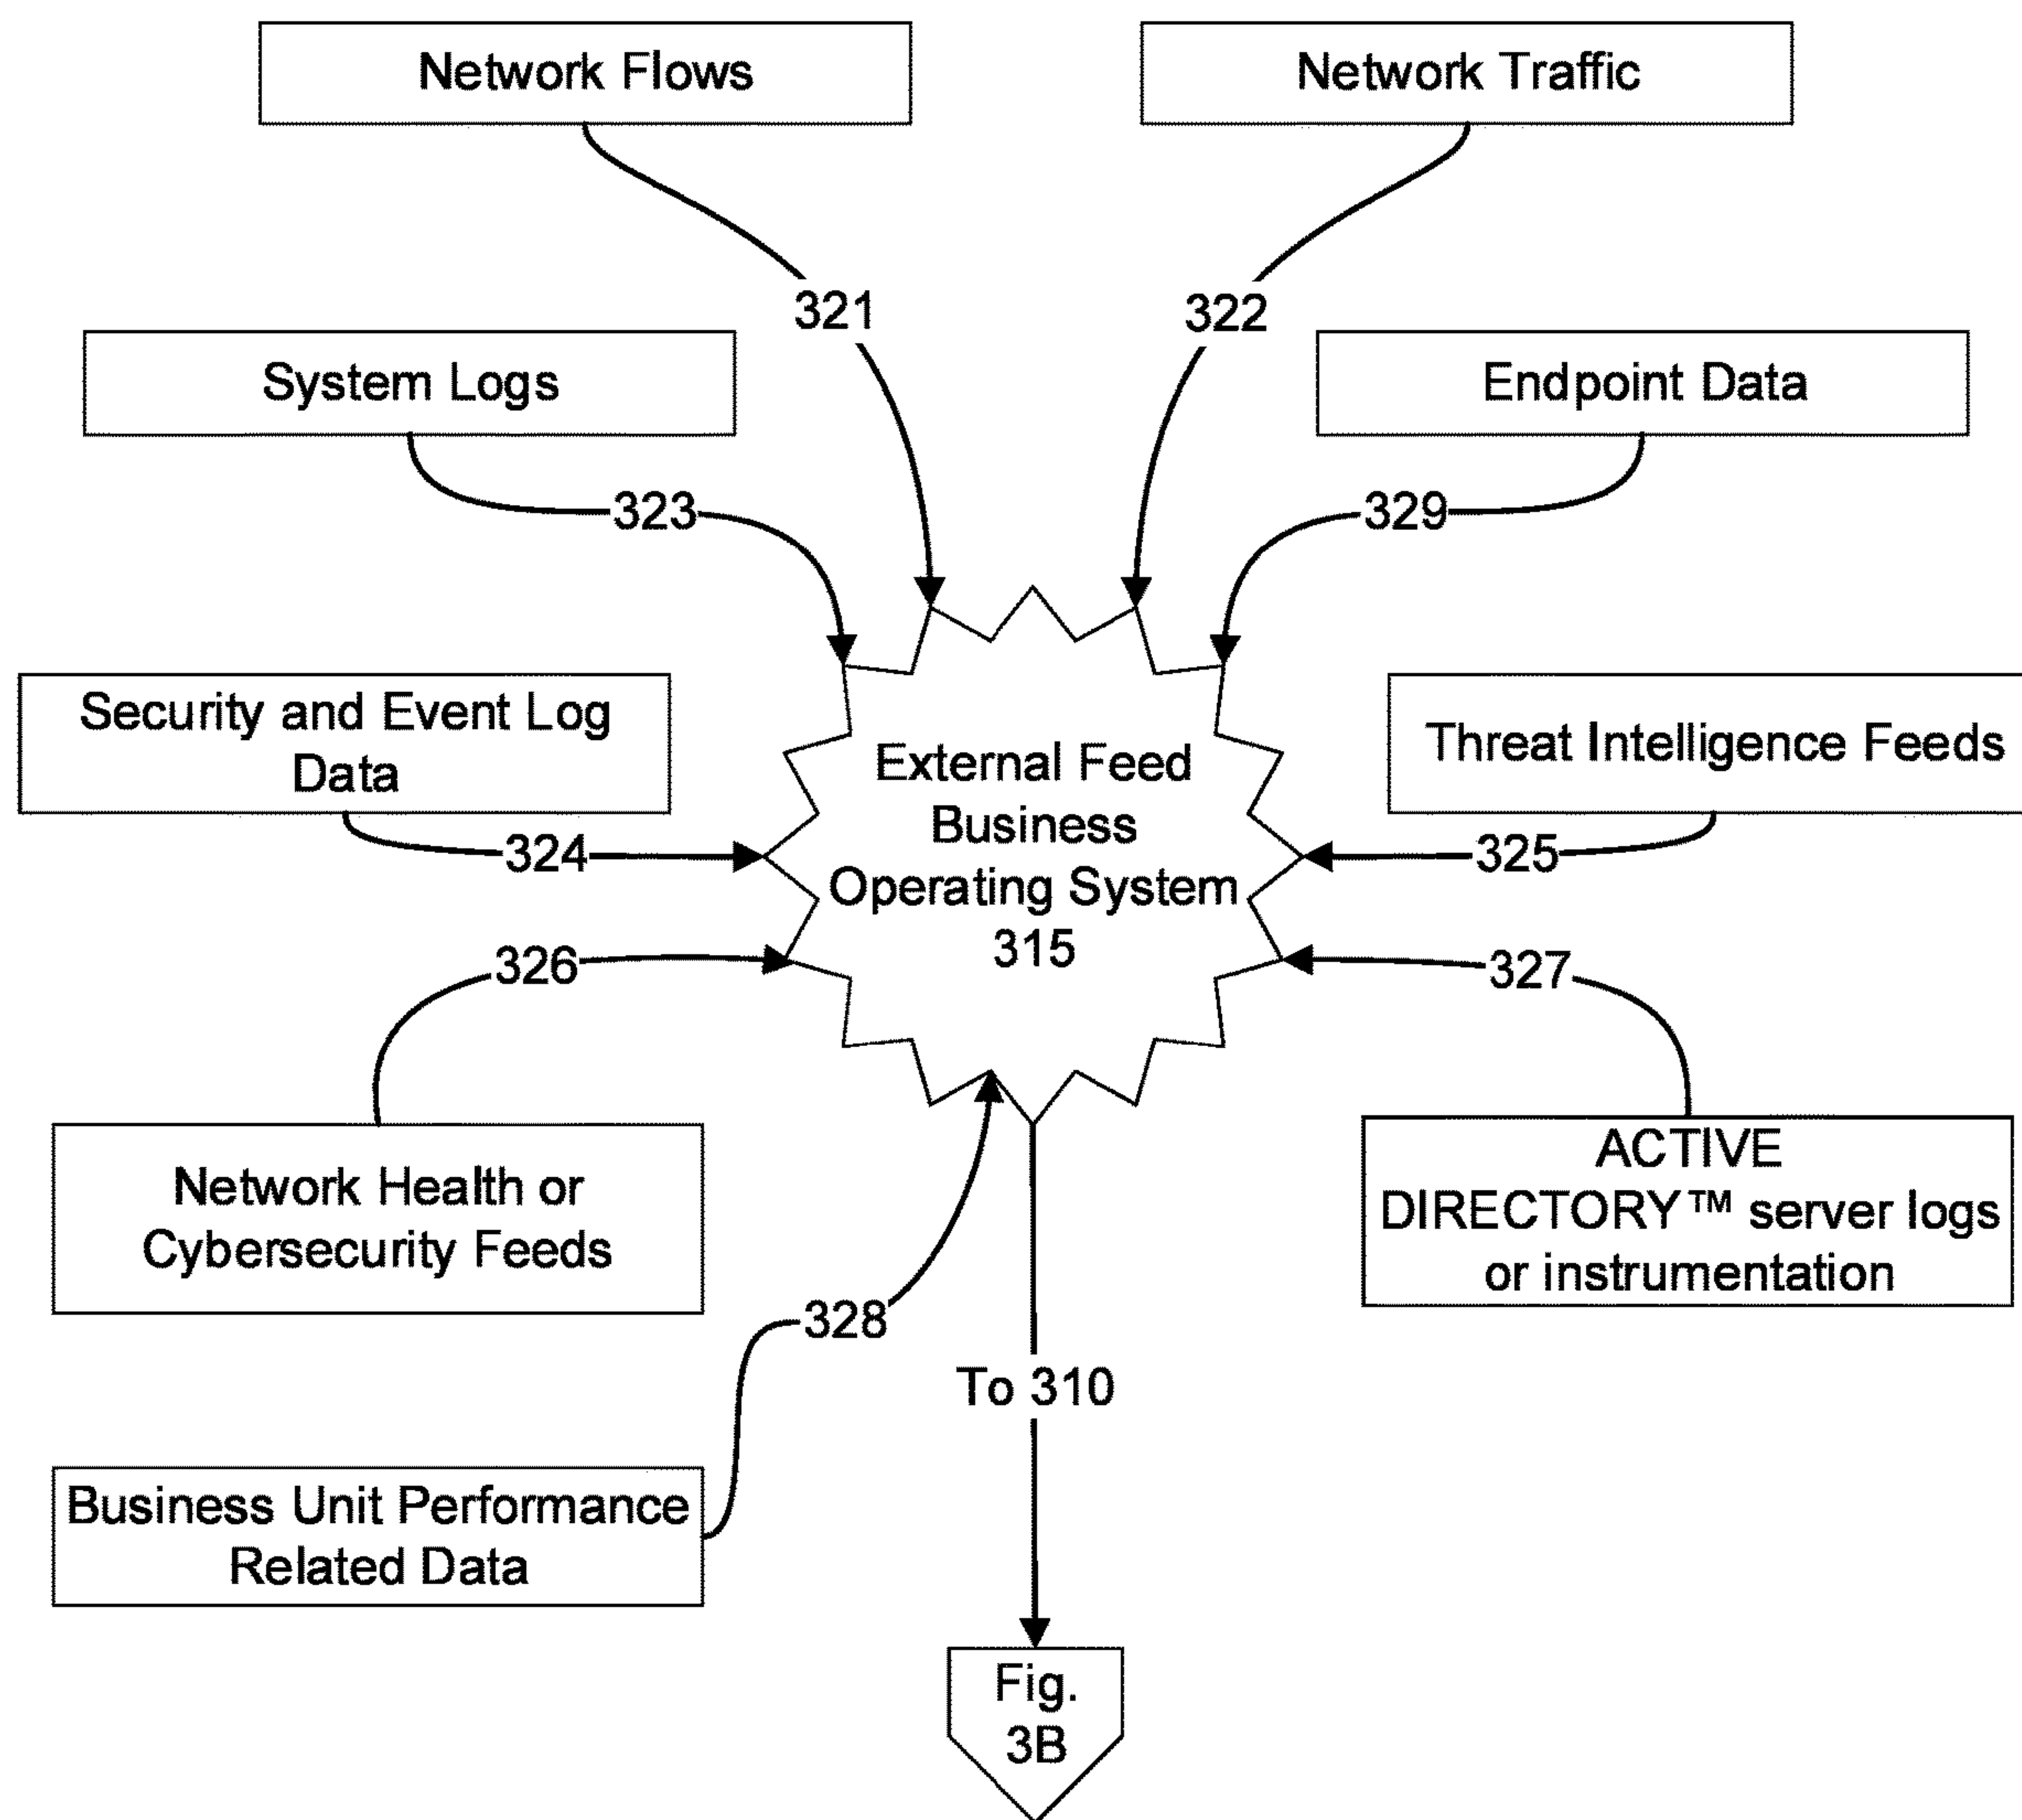 Network Flows
Network Traffic
321
322
System Logs
Endpoint Data
323
329
Security and Event Log
Data
Threat Intelligence Feeds
External Feed
Business
Operating System
315
324
325
326
327
Network Health or
Cybersecurity Feeds
ACTIVE
DIRECTORY™ server logs
or instrumentation
328
To 310
Business Unit Performance
Related Data
Fig.
3B